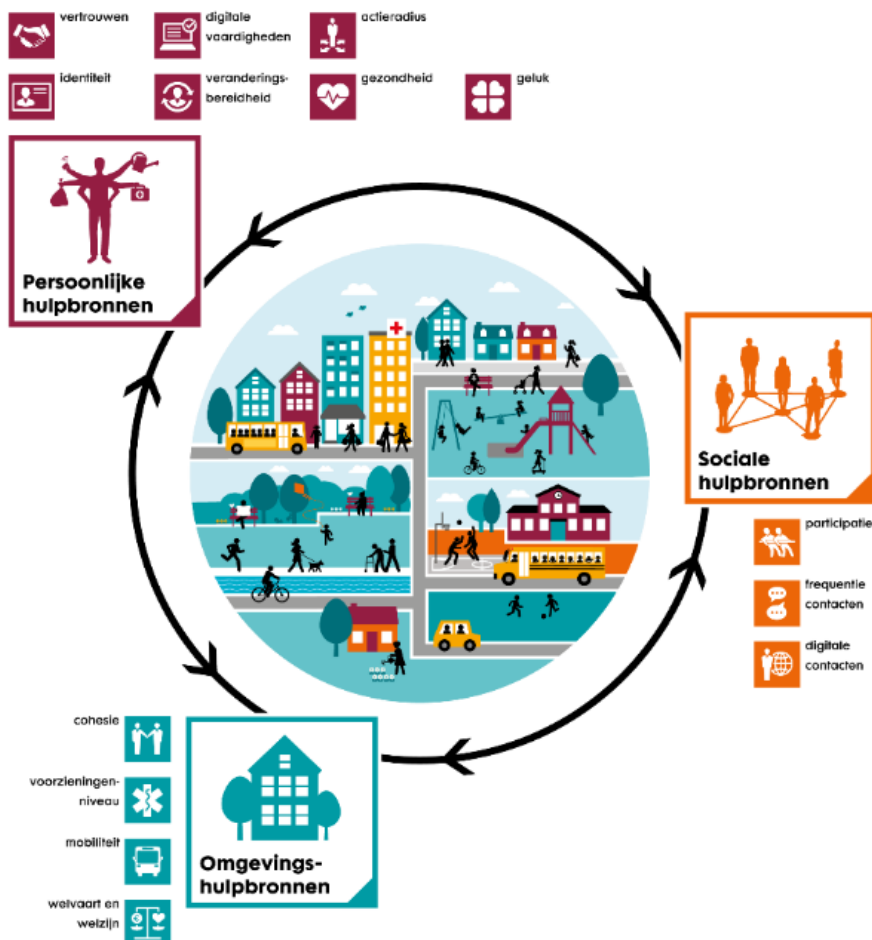 vertrouwen
digitale
vaardigheden
actieradius
identiteit
veranderings-
bereidheid
gezondheid
geluk
Persoonlijke
hulpbronnen
Sociale
hulpbronnen
participatie
frequentie
contacten
digitale
contacten
cohesie
voorzieningen-
niveau
mobiliteit
welvaart en
welzijn
Omgevings-
hulpbronnen